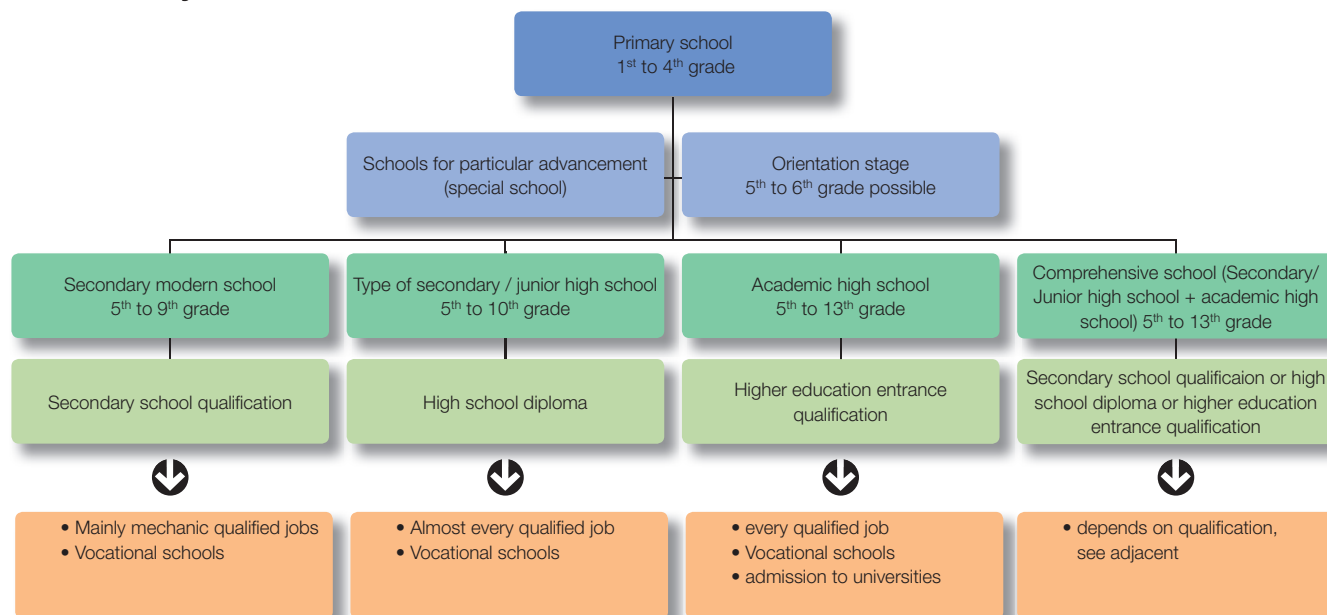 Primary school
1st to 4th grade
Schools for particular advancement
(special school)
Orientation stage
5th to 6th grade possible
Secondary modern school
5th to 9th grade
Type of secondary / junior high school
5th to 10th grade
Academic high school
5th to 13th grade
Comprehensive school (Secondary/
Junior high school + academic high
school) 5th to 13th grade
Secondary school qualification
High school diploma
Higher education entrance
qualification
Secondary school qualificaion or high
school diploma or higher education
entrance qualification
• Mainly mechanic qualified jobs
• Vocational schools
• Almost every qualified job
• Vocational schools
• every qualified job
• Vocational schools
• admission to universities
• depends on qualification,
see adjacent